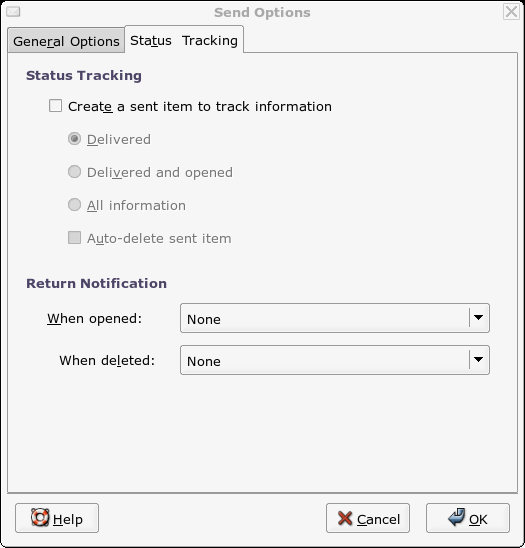 Send Options
General Options
Status Tracking
Status Tracking
Create a sent item to track information
Delivered
Delivered and opened
All information
Auto-delete sent item
Return Notification
When opened: None
When deleted: None
Help Cancel OK